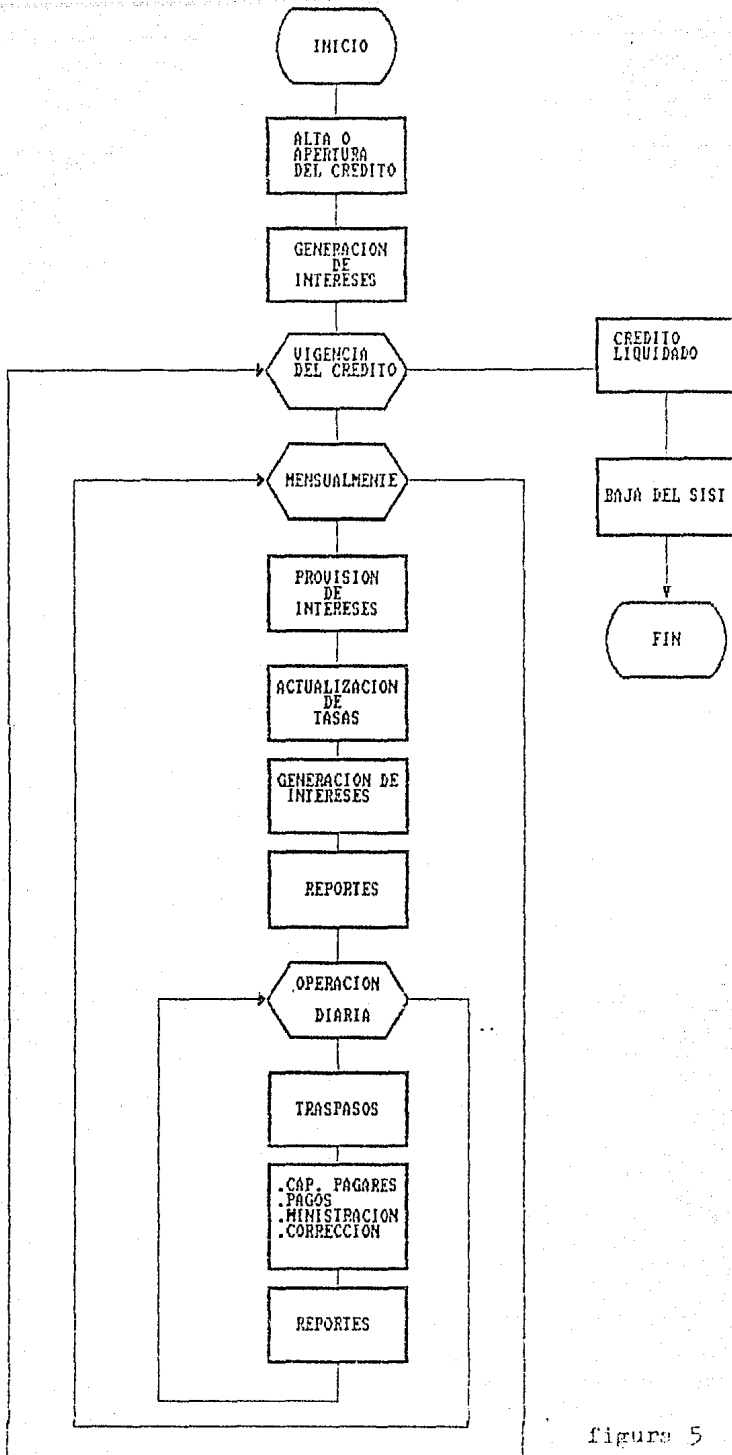 INICIO
ALTA O
APERTURA
DEL CREDITO
GENERACION
DE
INTERESES
VIGENCIA
DEL CREDITO
CREDITO
LIQUIDADO
MENSUALMENTE
BAJA DEL SIST
PROVISION
DE
INTERESES
FIN
ACTUALIZACION
DE
TASAS
GENERACION DE
INTERESES
REPORTES
OPERACION
DIARIA
TRASPASOS
.CAP. PAGARES
.PAGOS
.MINISTRACION
.CORRECCION
REPORTES
figura 5